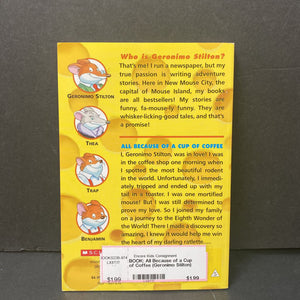 Who Is Geronimo Stilton?
That's me! I run a newspaper, but my
true passion is writing adventure
stories. Here in New Mouse City, the
capital of Mouse Island, my books
are all bestsellers! My stories are
funny, fa-mouse-ly funny. They are
whisker-licking-good tales, and that's
a promise!
GERONIMO STILTON
THEA
TRAP
BENJAMIN
ALL BECAUSE OF A CUP OF COFFEE
I, Geronimo Stilton, was in love! I was
in the coffee shop one morning when
I spotted the most beautiful rodent
in the world. Unfortunately, I immedi-
ately tripped and ended up with my
tail in a toaster. I was one mortified
mouse! But I was still determined to
prove my love. So I joined my family
on a journey to the Eighth Wonder of
the World! There I made a discovery so
amazing, I knew it would help me win
the heart of my darling ratlette....
SC
Encore Kids Consignment
BOOK: All Because of a Cup
of Coffee (Geronimo Stilton)
$1.99
$1.99